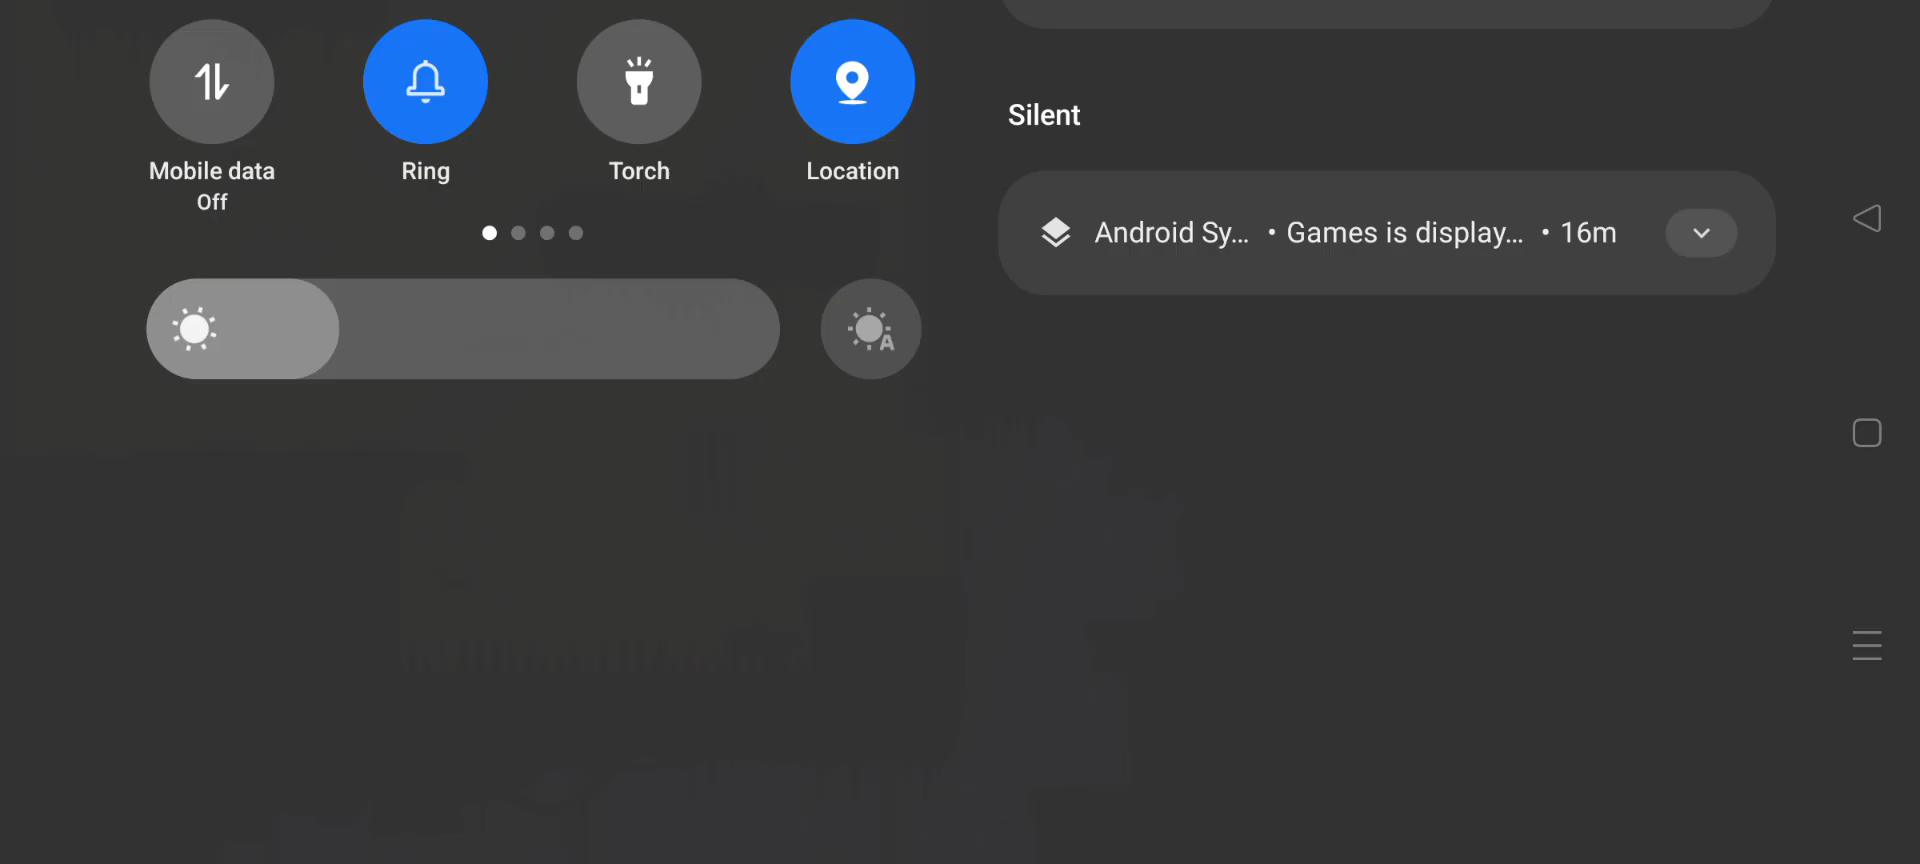 Mobile data
Off
Ring
Torch
Location
A
Silent
Android Sy... • Games is display... • 16m